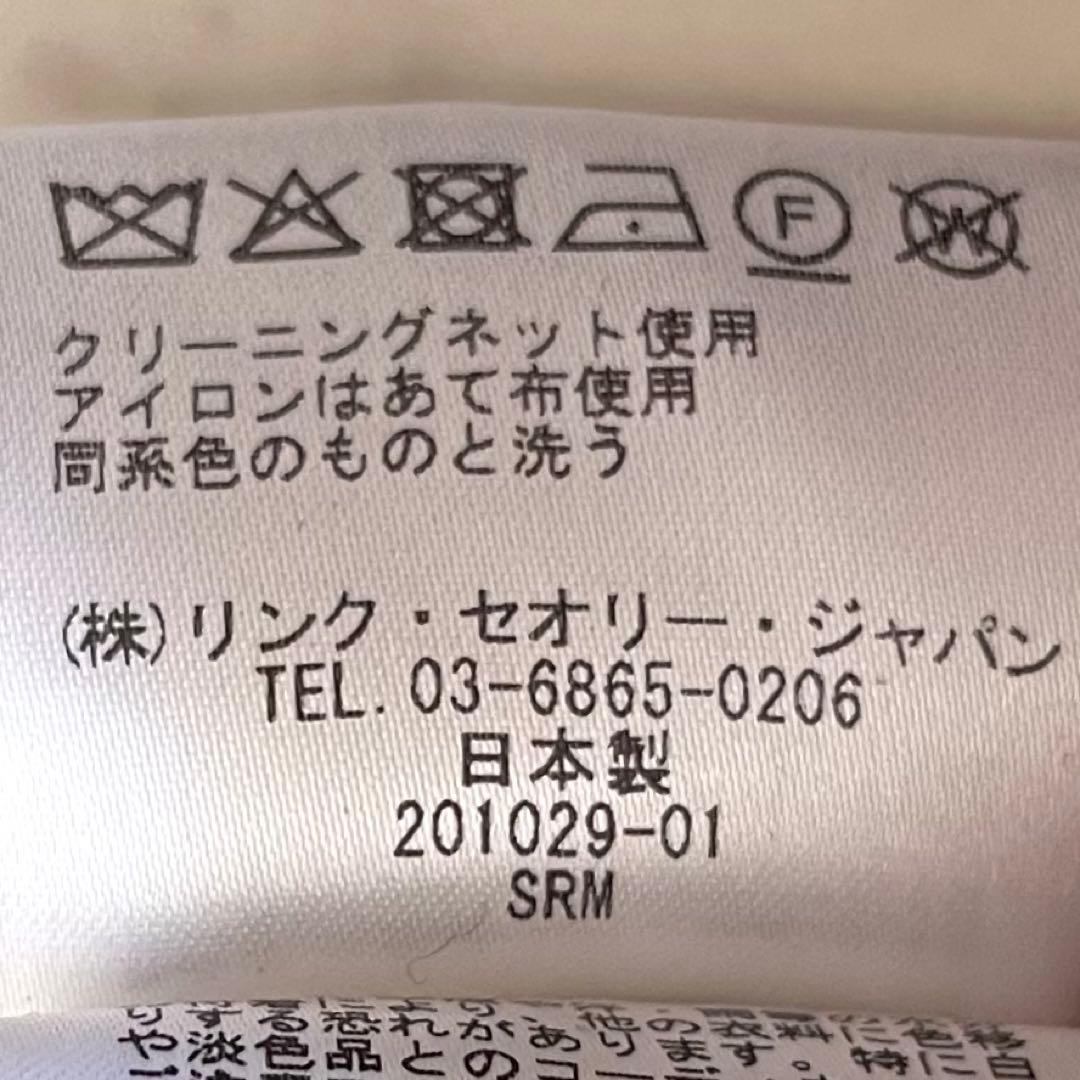 F W
クリーニングネット使用
アイロンはあて布使用
同系色のものと洗う
(株)リンク・セオリー・ジャパン
TEL. 03-6865-0206
日本製
201029-01
SRM